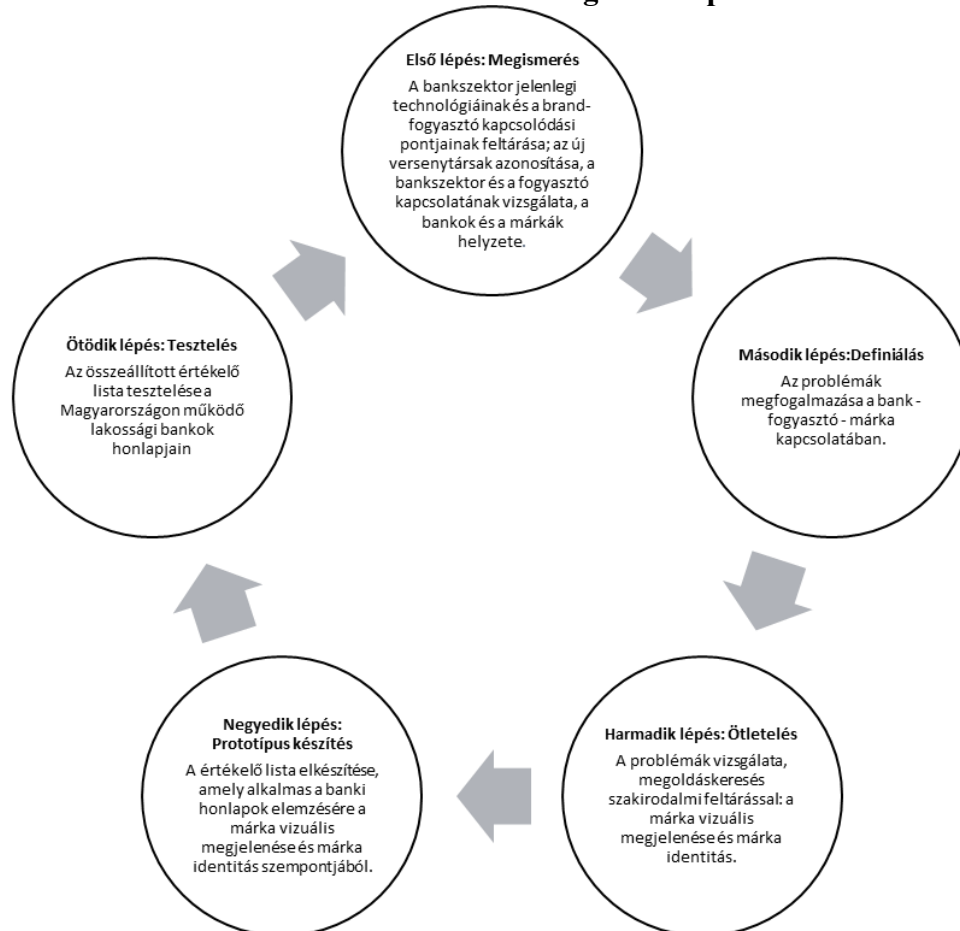 Első lépés: Megismerés
A bankszektor jelenlegi
technológiáinak és a brand-
fogyasztó kapcsolódási
pontjainak feltárása; az új
versenytársak azonosítása, a
bankszektor és a fogyasztó
kapcsolatának vizsgálata, a
bankok és a márkák
helyzete.
Második lépés:Definiálás
Az problémák
megfogalmazása a bank -
fogyasztó - márka
kapcsolatában.
Harmadik lépés: Ötletelés
A problémák vizsgálata,
megoldáskeresés
szakirodalmi feltárással: a
márka vizuális
megjelenése és márka
identitás.
Negyedik lépés:
Prototípus készítés
A értékelő lista elkészítése,
amely alkalmas a banki
honlapok elemzésére a
márka vizuális
megjelenése és márka
identitás szempontjából.
Ötödik lépés: Tesztelés
Az összeállított értékelő
lista tesztelése a
Magyarországon működő
lakossági bankok
honlapjain